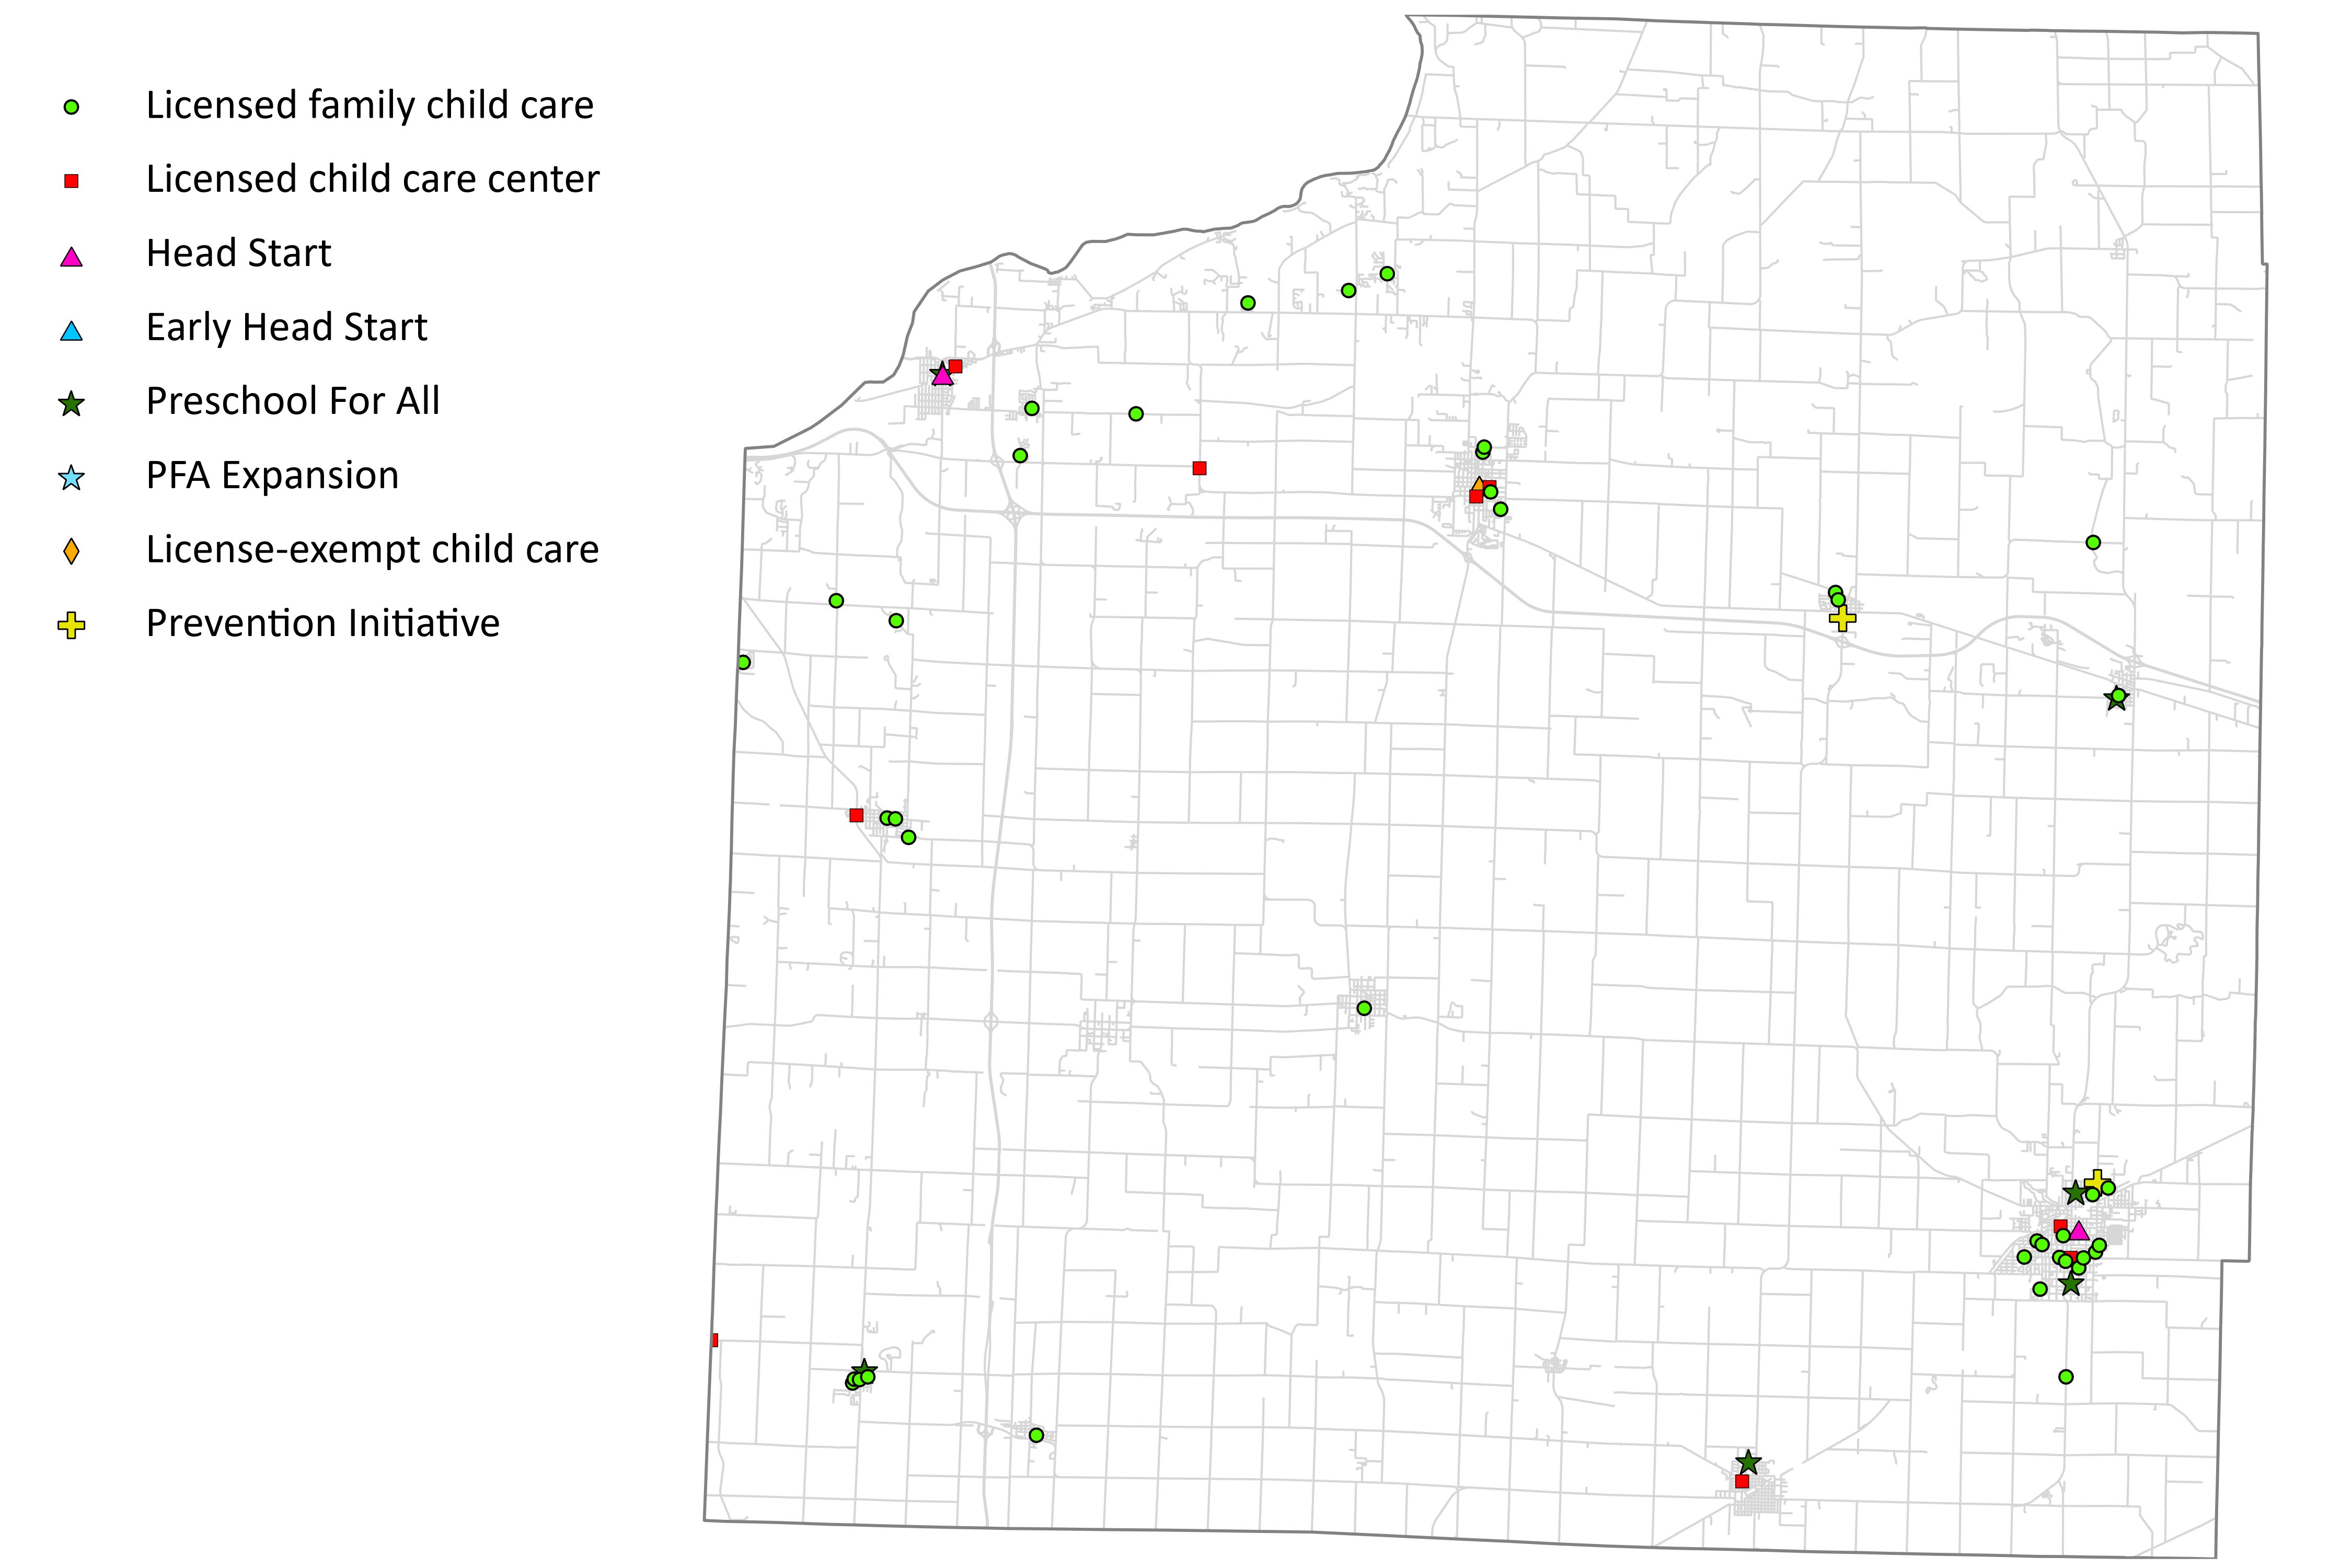 Licensed family child care
Licensed child care center
Head Start
Early Head Start
Preschool For All
PFA Expansion
License-exempt child care
Prevention Initiative